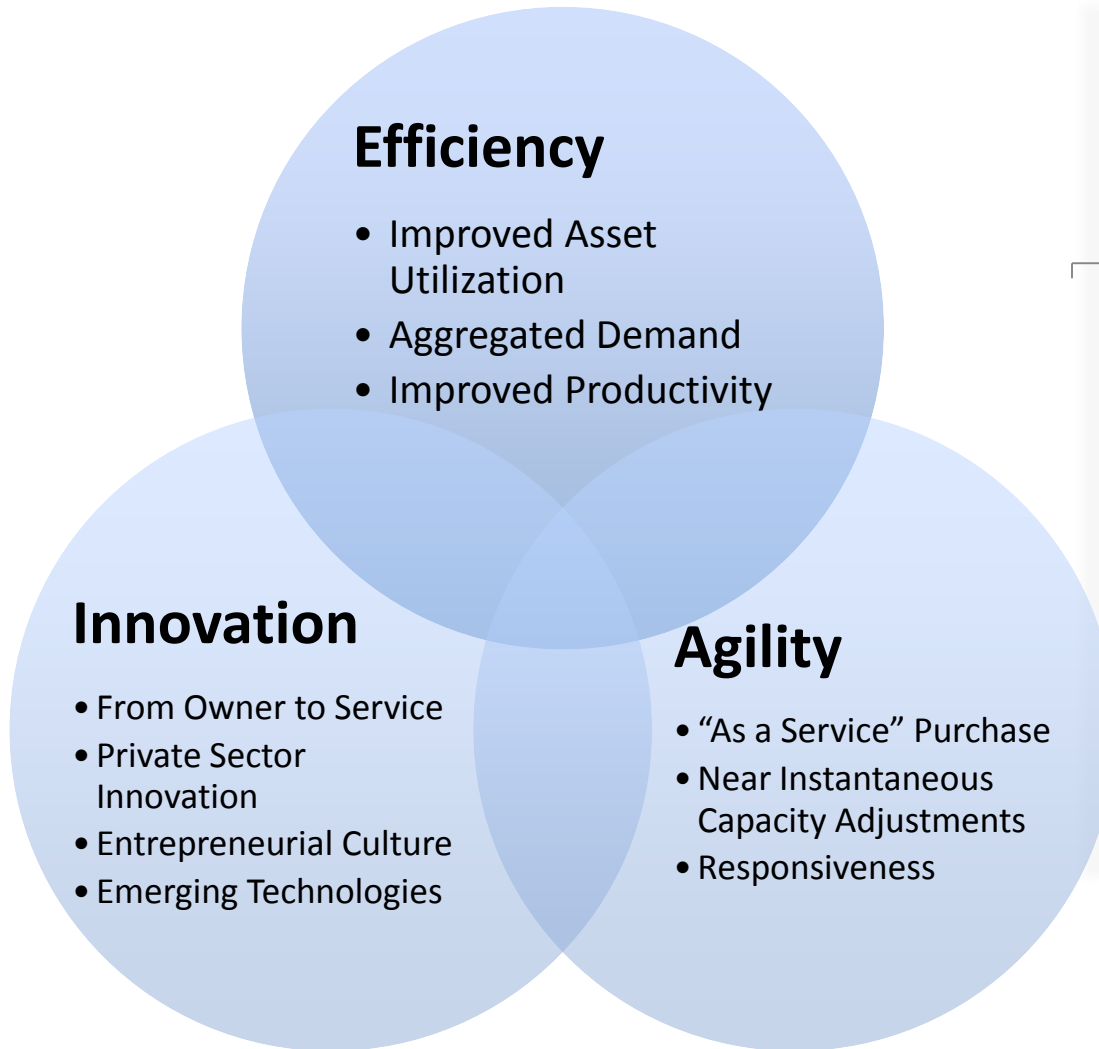 Efficiency
• Improved Asset
Utilization
• Aggregated Demand
• Improved Productivity
Innovation
• From Owner to Service
• Private Sector
Innovation
• Entrepreneurial Culture
• Emerging Technologies
Agility
• “As a Service” Purchase
• Near Instantaneous
Capacity Adjustments
• Responsiveness